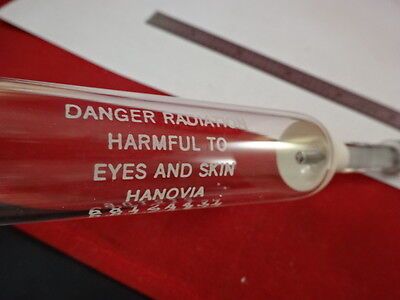 DANGER RADIATION
HARMFUL TO
EYES AND SKIN
HANOVIA